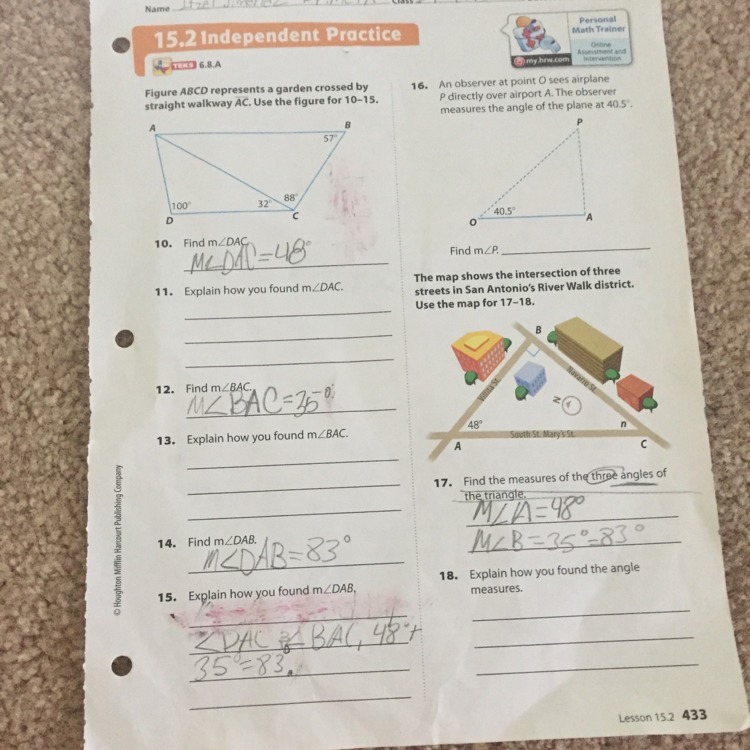 Name
15.2 Independent Practice
TEKS 6.8.A
Personal
Math Trainer
Online
Assessment and
Intervention
my.hrw.com
Figure ABCD represents a garden crossed by
straight walkway AC. Use the figure for 10–15.
A
B
57°
100°
32°
88°
D
C
10. Find m∠DAC.
M∠DAC=48°
11. Explain how you found m∠DAC.
12. Find m∠BAC.
M∠BAC=35°
13. Explain how you found m∠BAC.
14. Find m∠DAB.
M∠DAB=83°
15. Explain how you found m∠DAB.
∠DAC & BAC, 48°+
35°=83.
16. An observer at point O sees airplane
P directly over airport A. The observer
measures the angle of the plane at 40.5°.
P
40.5°
O
A
Find m∠P.
The map shows the intersection of three
streets in San Antonio's River Walk district.
Use the map for 17–18.
B
Villita St.
Navarro St.
N
48°
n
South St. Mary's St.
A
C
17. Find the measures of the three angles of
the triangle.
M∠A=48°
M∠B=35°=83°
18. Explain how you found the angle
measures.
© Houghton Mifflin Harcourt Publishing Company
Lesson 15.2 433